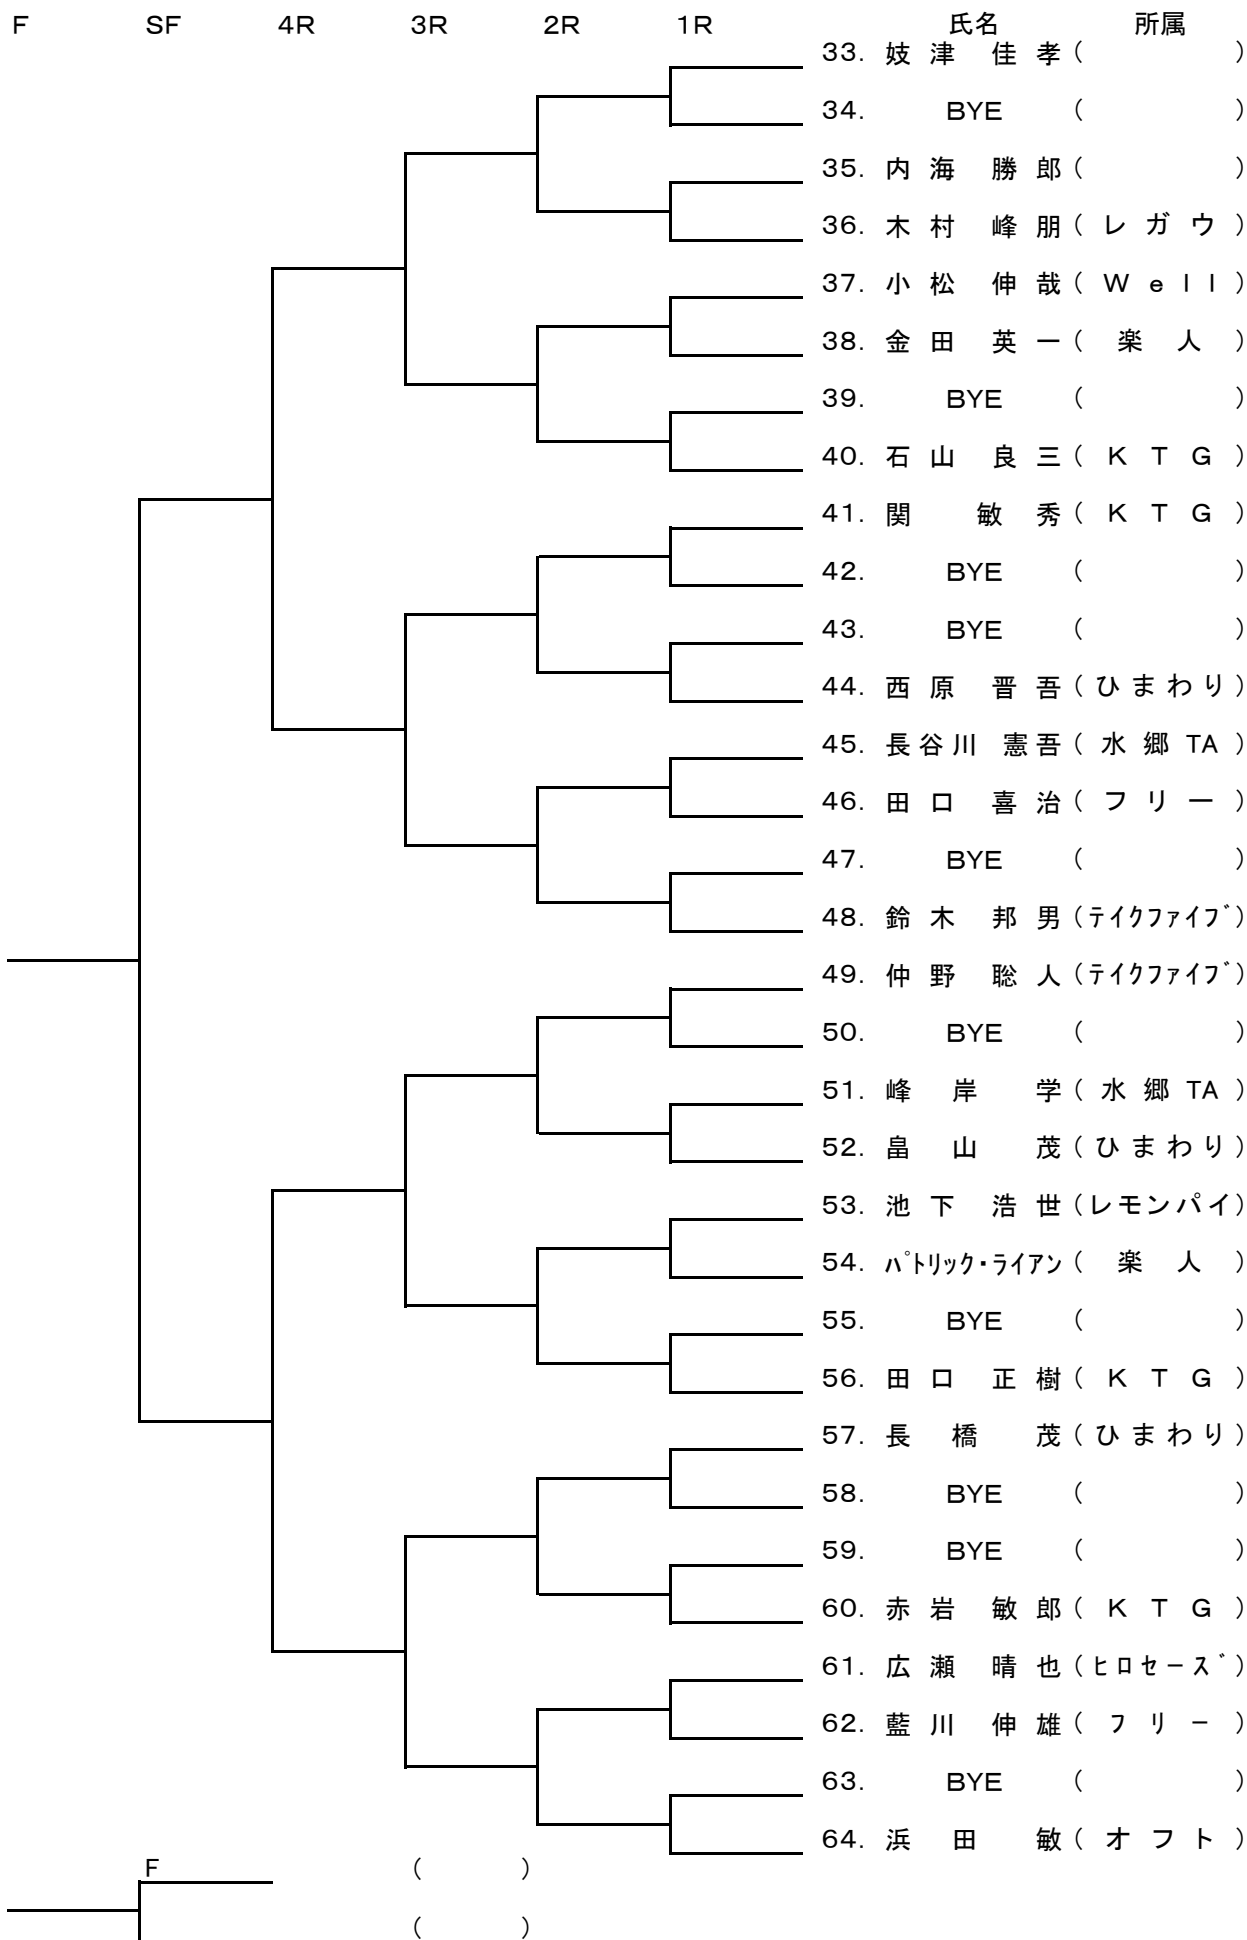 F SF 4R 3R 2R 1R 氏名 所属
33. 妓津 佳孝 ( )
34. BYE ( )
35. 内海 勝郎 ( )
36. 木村 峰朋 (レガウ)
37. 小松 伸哉 (Well)
38. 金田 英一 (楽人)
39. BYE ( )
40. 石山 良三 (KTG)
41. 関 敏秀 (KTG)
42. BYE ( )
43. BYE ( )
44. 西原 晋吾 (ひまわり)
45. 長谷川 憲吾 (水郷TA)
46. 田口 喜治 (フリー)
47. BYE ( )
48. 鈴木 邦男 (テイクファイブ)
49. 仲野 聡人 (テイクファイブ)
50. BYE ( )
51. 峰岸 学 (水郷TA)
52. 畠山 茂 (ひまわり)
53. 池下 浩世 (レモンパイ)
54. パトリック・ライアン (楽人)
55. BYE ( )
56. 田口 正樹 (KTG)
57. 長橋 茂 (ひまわり)
58. BYE ( )
59. BYE ( )
60. 赤岩 敏郎 (KTG)
61. 広瀬 晴也 (ヒロセーズ)
62. 藍川 伸雄 (フリー)
63. BYE ( )
64. 浜田 敏 (オフト)
F ( )
( )